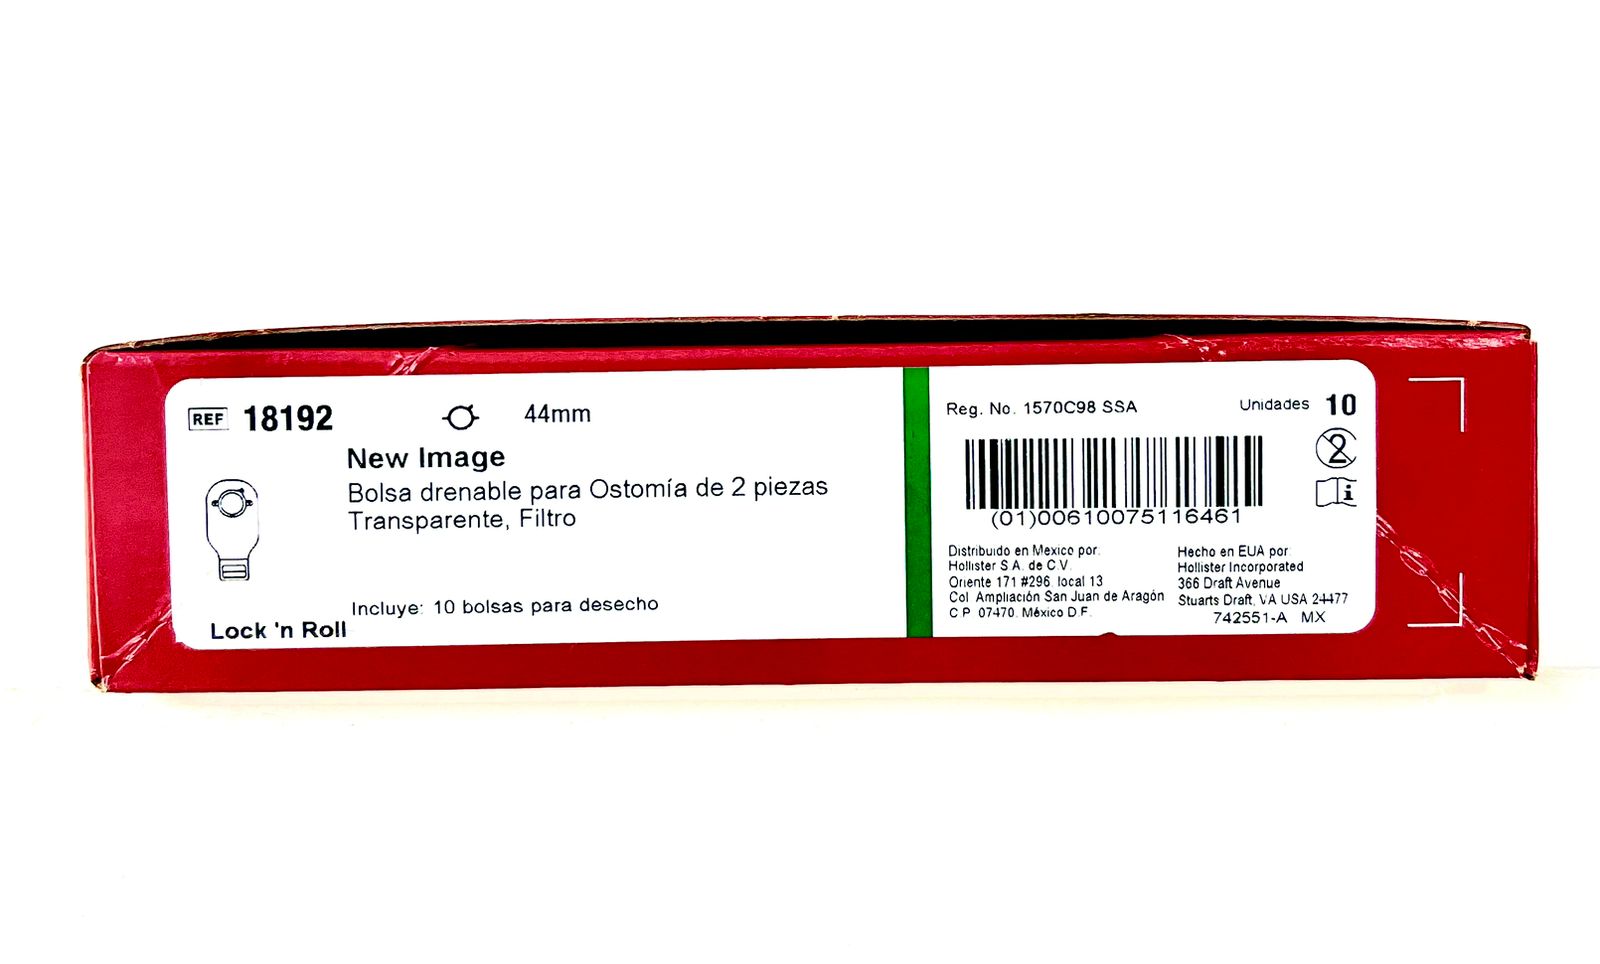 REF 18192 44mm
New Image
Bolsa drenable para Ostomía de 2 piezas
Transparente, Filtro
Incluye: 10 bolsas para desecho
Lock 'n Roll
Reg. No. 1570C98 SSA
Unidades 10
2
i
(01)00610075116461
Distribuido en Mexico por:
Hollister S.A. de C.V.
Oriente 171 #296 local 13
Col Ampliación San Juan de Aragón
C P 07470. México D.F.
Hecho en EUA por:
Hollister Incorporated
366 Draft Avenue
Stuarts Draft, VA USA 24477
742551-A MX